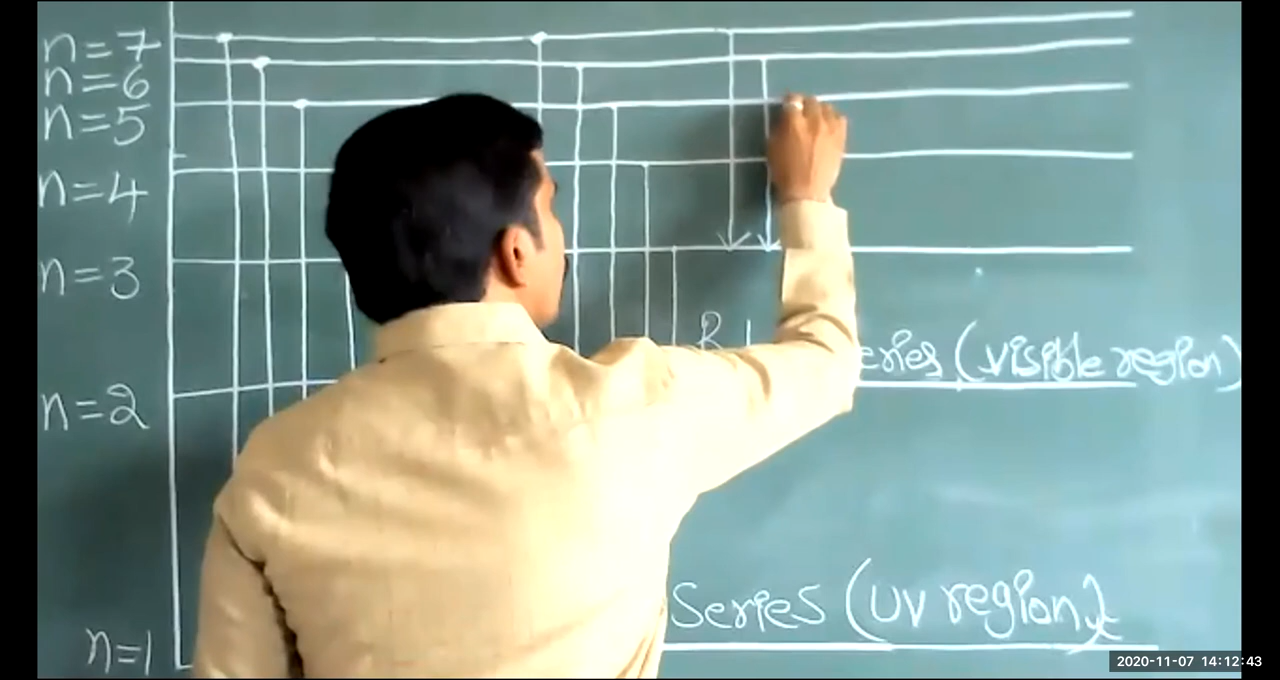 n=7
n=6
n=5
n=4
n=3
eries (visible region)
n=2
Series (UV region)
n=1
2020-11-07 14:12:43